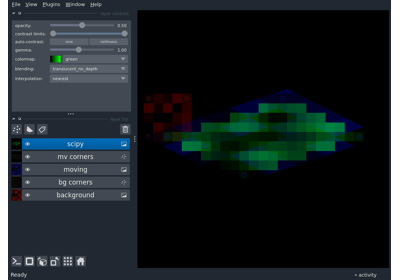 File View Plugins Window Help
opacity: 0.50
contrast limits:
auto-contrast: once continuous
gamma: 1.00
colormap: green
blending: translucent_no_depth
interpolation: nearest
scipy
mv corners
moving
bg corners
background
Ready activity